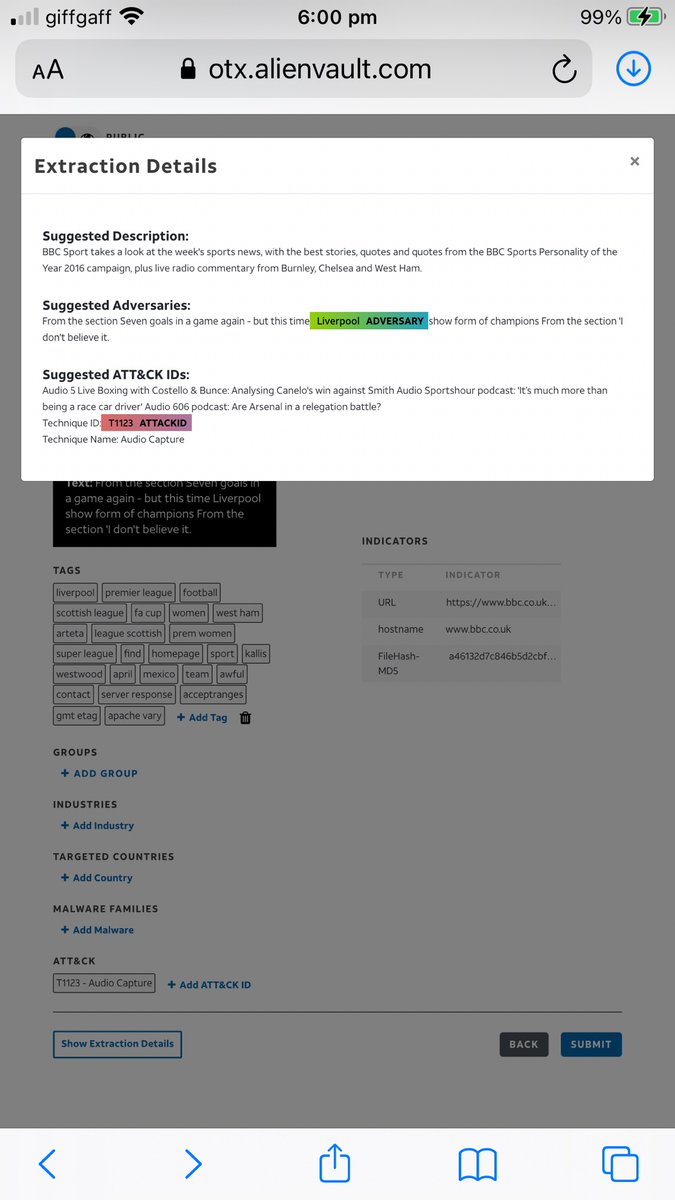 giffgaff 6:00 pm 99%
AA otx.alienvault.com
PUBLIC
Extraction Details ×
Suggested Description:
BBC Sport takes a look at the week's sports news, with the best stories, quotes and quotes from the BBC Sports Personality of the
Year 2016 campaign, plus live radio commentary from Burnley, Chelsea and West Ham.
Suggested Adversaries:
From the section Seven goals in a game again - but this time Liverpool ADVERSARY show form of champions From the section 'I
don't believe it.
Suggested ATT&CK IDs:
Audio 5 Live Boxing with Costello & Bunce: Analysing Canelo's win against Smith Audio Sportshour podcast: 'It's much more than
being a race car driver' Audio 606 podcast: Are Arsenal in a relegation battle?
Technique ID: T1123 ATTACKID
Technique Name: Audio Capture
Text: From the section Seven goals in
a game again - but this time Liverpool
show form of champions From the
section 'I don't believe it.
TAGS
liverpool premier league football
scottish league fa cup women west ham
arteta league scottish prem women
super league find homepage sport kallis
westwood april mexico team awful
contact server response acceptranges
gmt etag apache vary + Add Tag
GROUPS
+ ADD GROUP
INDUSTRIES
+ Add Industry
TARGETED COUNTRIES
+ Add Country
MALWARE FAMILIES
+ Add Malware
ATT&CK
T1123 - Audio Capture + Add ATT&CK ID
INDICATORS
TYPE INDICATOR
URL https://www.bbc.co.uk...
hostname www.bbc.co.uk
FileHash- a46132d7c846b5d2cbf...
MD5
Show Extraction Details BACK SUBMIT